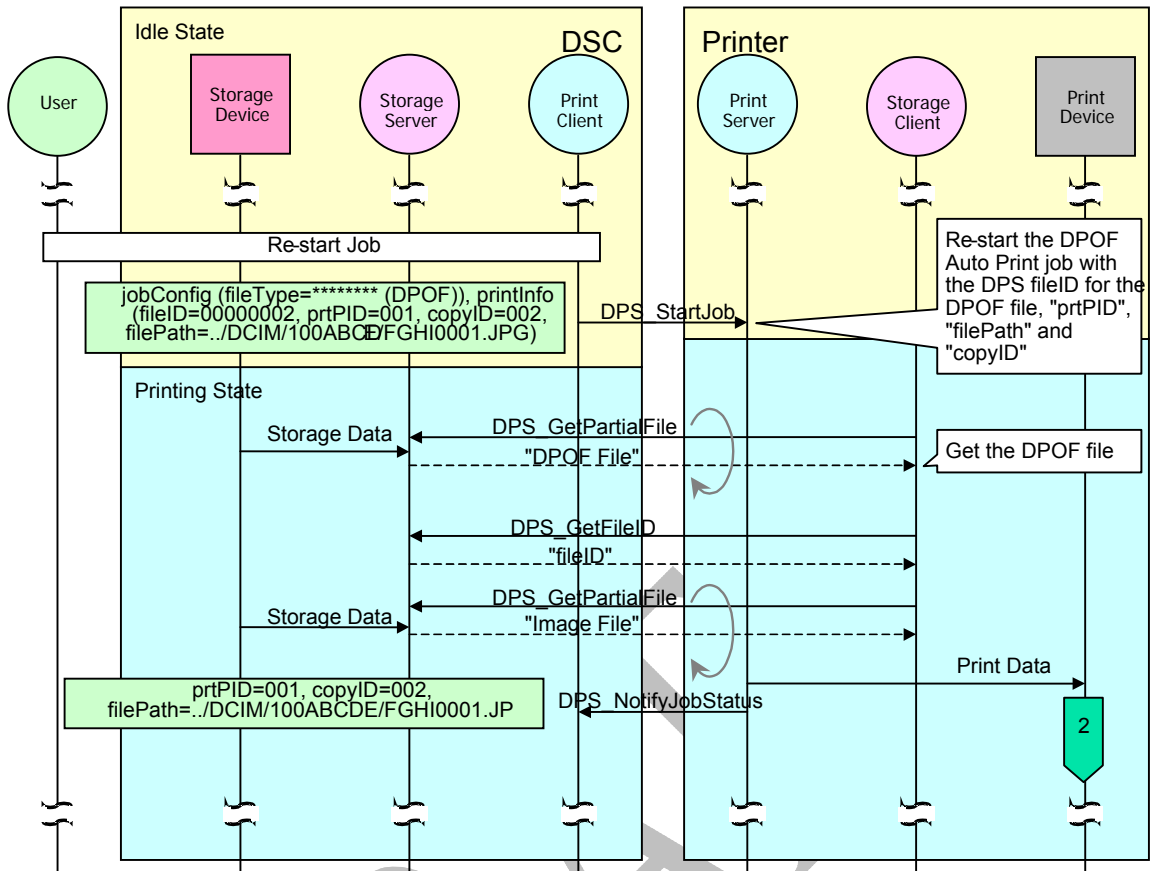 Idle State
DSC
Printer
User
Storage
Device
Storage
Server
Print
Client
Print
Server
Storage
Client
Print
Device
Re-start Job
Re-start the DPOF
Auto Print job with
the DPS fileID for the
DPOF file, "prtPID",
"filePath" and
"copyID"
jobConfig (fileType=******** (DPOF)), printInfo
(fileID=00000002, prtPID=001, copyID=002,
filePath=../DCIM/100ABCDE/FGHI0001.JPG)
DPS_StartJob
Printing State
Storage Data
DPS_GetPartialFile
"DPOF File"
Get the DPOF file
DPS_GetFileID
"fileID"
DPS_GetPartialFile
Storage Data
"Image File"
Print Data
prtPID=001, copyID=002,
filePath=../DCIM/100ABCDE/FGHI0001.JP
DPS_NotifyJobStatus
2